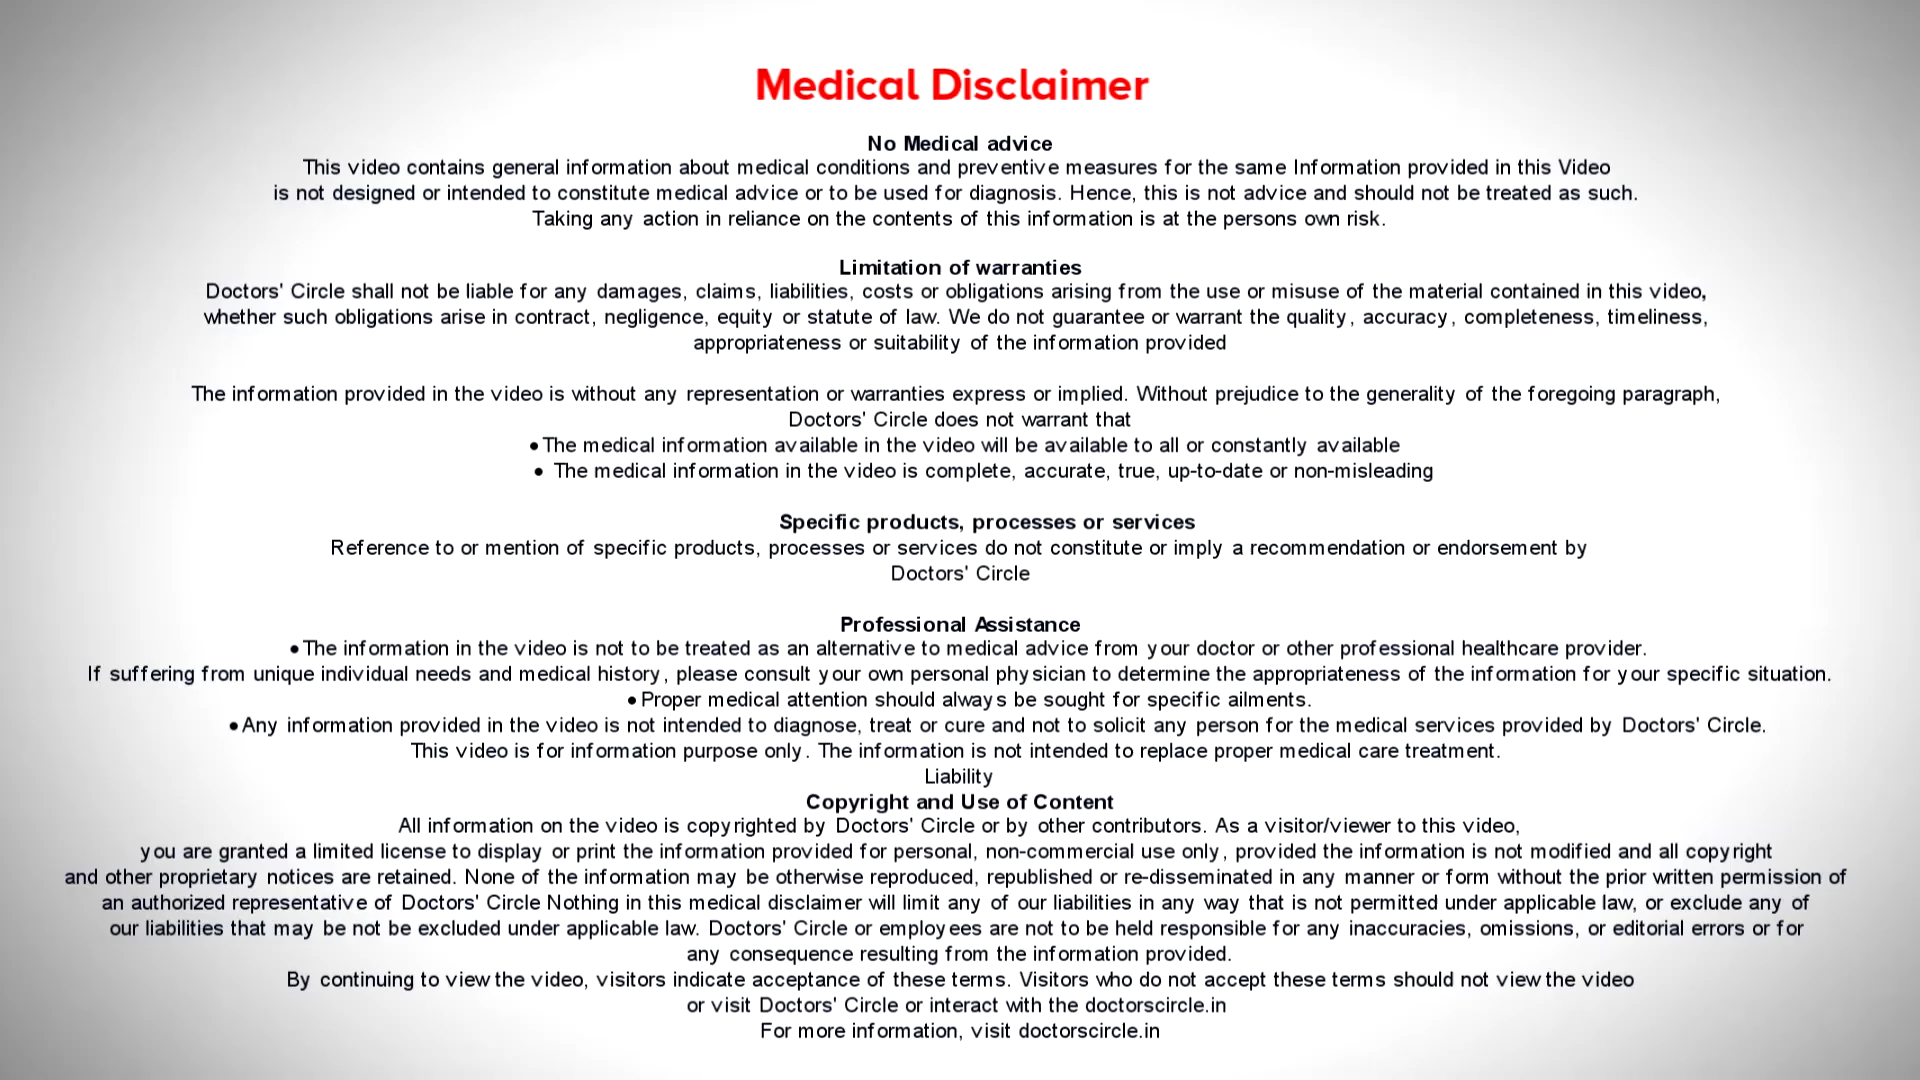 Medical Disclaimer
No Medical advice
This video contains general information about medical conditions and preventive measures for the same Information provided in this Video
is not designed or intended to constitute medical advice or to be used for diagnosis. Hence, this is not advice and should not be treated as such.
Taking any action in reliance on the contents of this information is at the persons own risk.
Limitation of warranties
Doctors' Circle shall not be liable for any damages, claims, liabilities, costs or obligations arising from the use or misuse of the material contained in this video,
whether such obligations arise in contract, negligence, equity or statute of law. We do not guarantee or warrant the quality, accuracy, completeness, timeliness,
appropriateness or suitability of the information provided
The information provided in the video is without any representation or warranties express or implied. Without prejudice to the generality of the foregoing paragraph,
Doctors' Circle does not warrant that
• The medical information available in the video will be available to all or constantly available
• The medical information in the video is complete, accurate, true, up-to-date or non-misleading
Specific products, processes or services
Reference to or mention of specific products, processes or services do not constitute or imply a recommendation or endorsement by
Doctors' Circle
Professional Assistance
• The information in the video is not to be treated as an alternative to medical advice from your doctor or other professional healthcare provider.
If suffering from unique individual needs and medical history, please consult your own personal physician to determine the appropriateness of the information for your specific situation.
• Proper medical attention should always be sought for specific ailments.
• Any information provided in the video is not intended to diagnose, treat or cure and not to solicit any person for the medical services provided by Doctors' Circle.
This video is for information purpose only. The information is not intended to replace proper medical care treatment.
Liability
Copyright and Use of Content
All information on the video is copyrighted by Doctors' Circle or by other contributors. As a visitor/viewer to this video,
you are granted a limited license to display or print the information provided for personal, non-commercial use only, provided the information is not modified and all copyright
and other proprietary notices are retained. None of the information may be otherwise reproduced, republished or re-disseminated in any manner or form without the prior written permission of
an authorized representative of Doctors' Circle Nothing in this medical disclaimer will limit any of our liabilities in any way that is not permitted under applicable law, or exclude any of
our liabilities that may be not be excluded under applicable law. Doctors' Circle or employees are not to be held responsible for any inaccuracies, omissions, or editorial errors or for
any consequence resulting from the information provided.
By continuing to view the video, visitors indicate acceptance of these terms. Visitors who do not accept these terms should not view the video
or visit Doctors' Circle or interact with the doctorscircle.in
For more information, visit doctorscircle.in